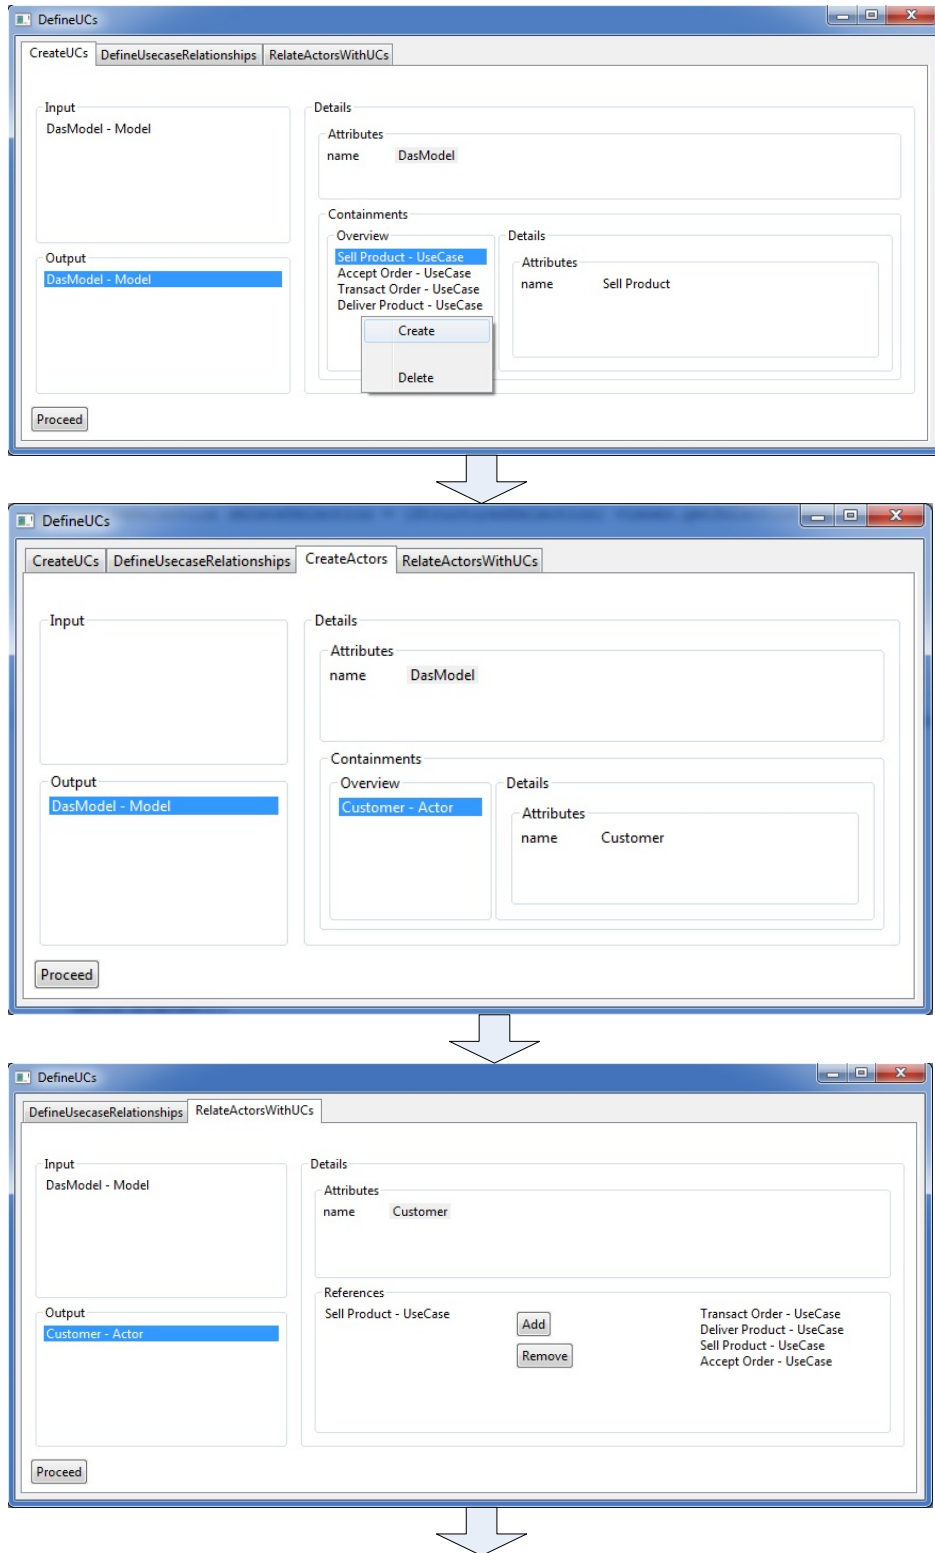 DefineUCs
CreateUCs DefineUsecaseRelationships RelateActorsWithUCs
Input
DasModel - Model
Output
DasModel - Model
Details
Attributes
name DasModel
Containments
Overview
Sell Product - UseCase
Accept Order - UseCase
Transact Order - UseCase
Deliver Product - UseCase
Create
Delete
Details
Attributes
name Sell Product
Proceed
DefineUCs
CreateUCs DefineUsecaseRelationships CreateActors RelateActorsWithUCs
Input
Output
DasModel - Model
Details
Attributes
name DasModel
Containments
Overview
Customer - Actor
Details
Attributes
name Customer
Proceed
DefineUCs
DefineUsecaseRelationships RelateActorsWithUCs
Input
DasModel - Model
Output
Customer - Actor
Details
Attributes
name Customer
References
Sell Product - UseCase
Add
Remove
Transact Order - UseCase
Deliver Product - UseCase
Sell Product - UseCase
Accept Order - UseCase
Proceed